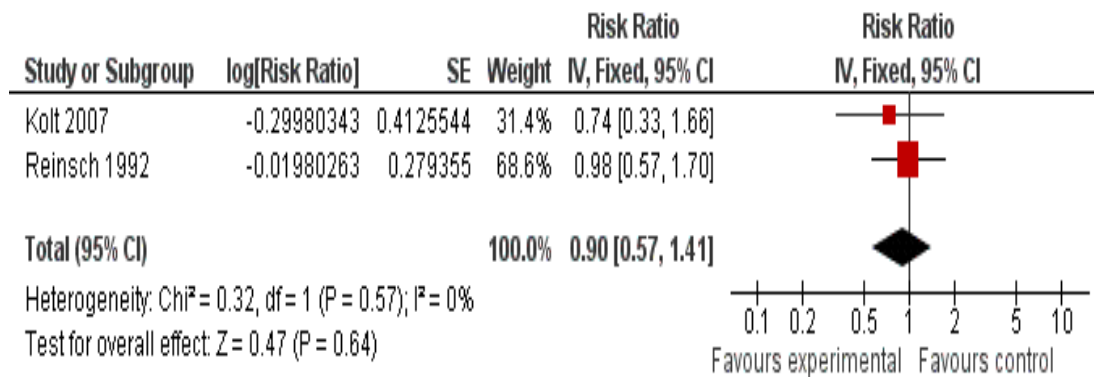 Risk Ratio Risk Ratio
Study or Subgroup log[Risk Ratio] SE Weight IV, Fixed, 95% CI IV, Fixed, 95% CI
Kolt 2007 -0.29980343 0.4125544 31.4% 0.74 [0.33, 1.66]
Reinsch 1992 -0.01980263 0.279355 68.6% 0.98 [0.57, 1.70]
Total (95% CI) 100.0% 0.90 [0.57, 1.41]
Heterogeneity: Chi² = 0.32, df = 1 (P = 0.57); I² = 0%
Test for overall effect: Z = 0.47 (P = 0.64)
0.1 0.2 0.5 1 2 5 10
Favours experimental Favours control